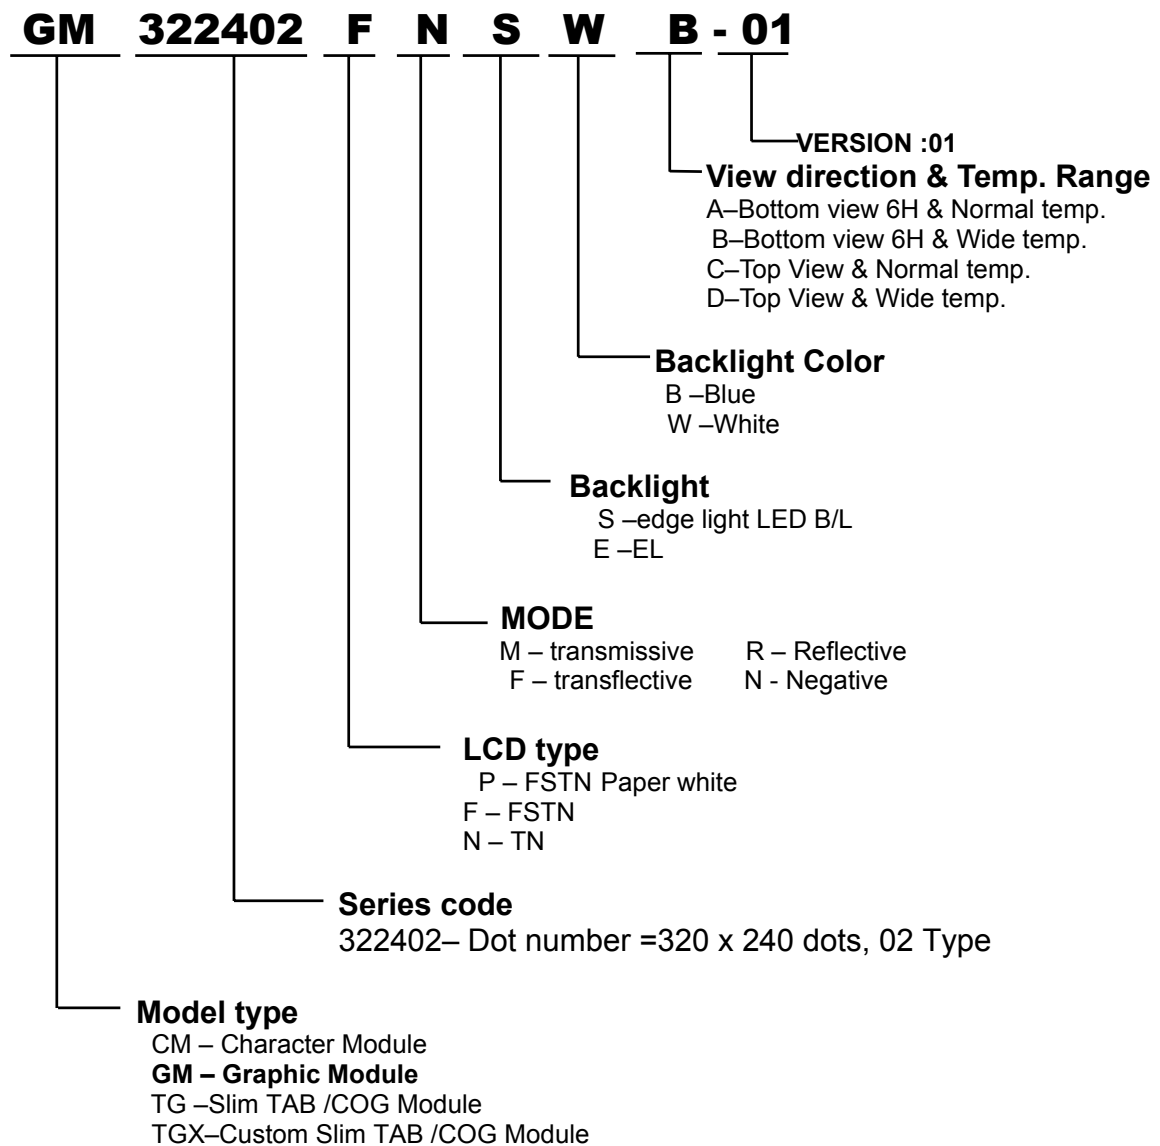 GM 322402 F N S W B - 01
VERSION :01
View direction & Temp. Range
A–Bottom view 6H & Normal temp.
B–Bottom view 6H & Wide temp.
C–Top View & Normal temp.
D–Top View & Wide temp.
Backlight Color
B –Blue
W –White
Backlight
S –edge light LED B/L
E –EL
MODE
M – transmissive R – Reflective
F – transflective N - Negative
LCD type
P – FSTN Paper white
F – FSTN
N – TN
Series code
322402– Dot number =320 x 240 dots, 02 Type
Model type
CM – Character Module
GM – Graphic Module
TG –Slim TAB /COG Module
TGX–Custom Slim TAB /COG Module